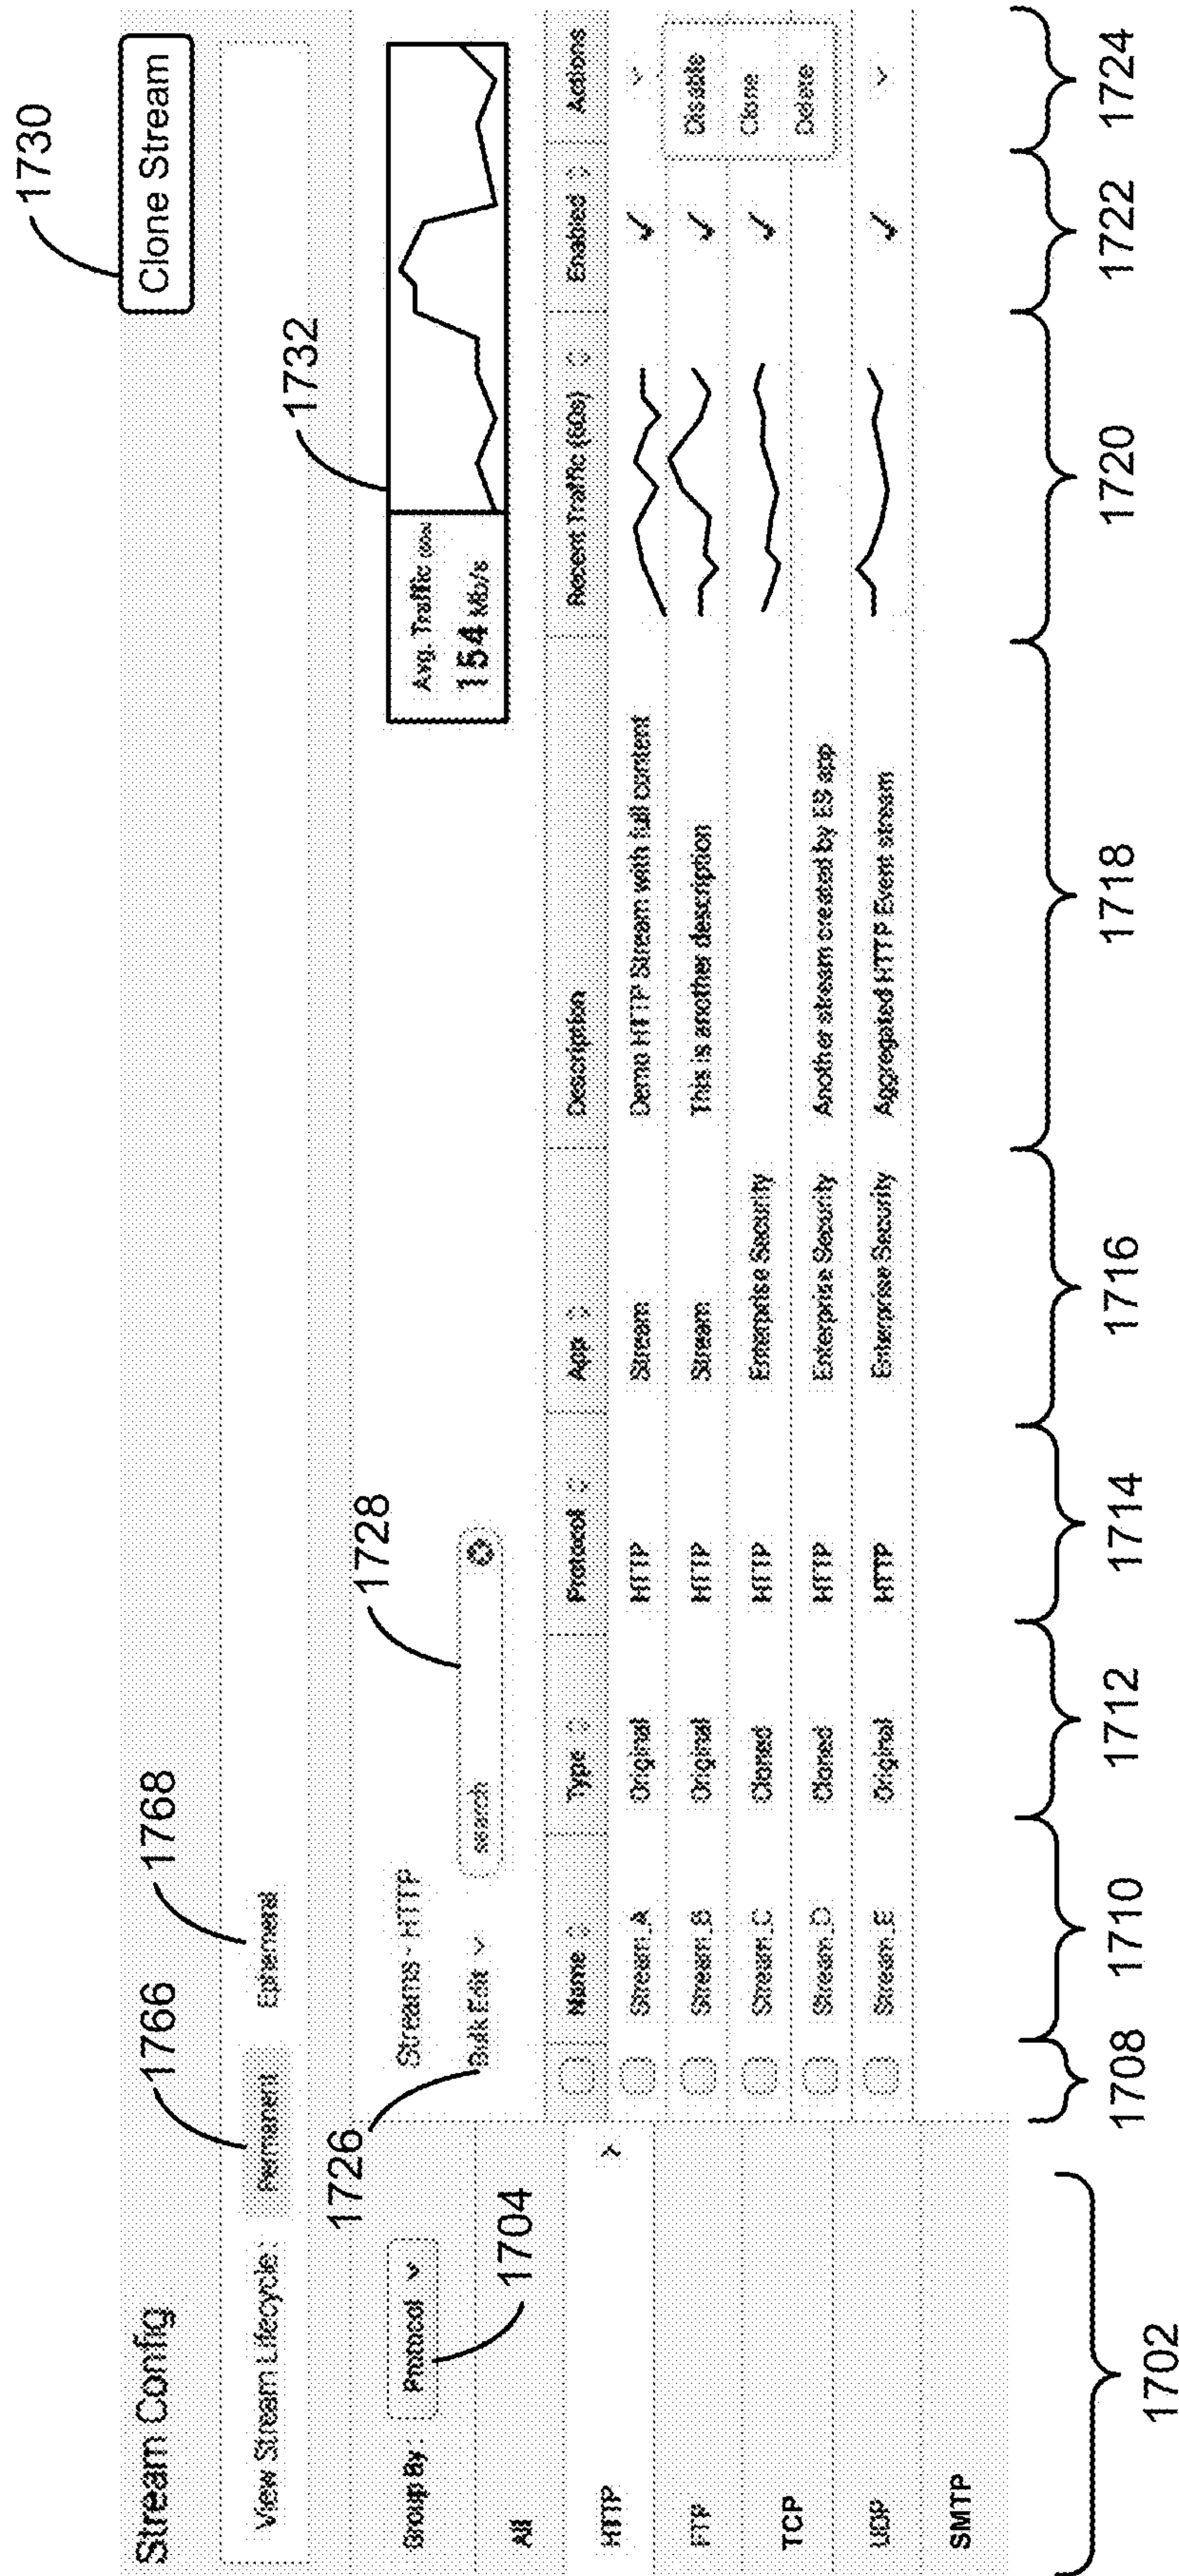 1730
Stream Config
Clone Stream
1766
1768
View Stream Lifecycle:
Permanent
Ephemeral
1732
1726
1728
Group By:
Protocol
Streams - HTTP
Avg. Traffic (60s)
Bulk Edit
search
154 Mb/s
1704
All
HTTP
FTP
TCP
UDP
SMTP
Name Type Protocol App Description Recent Traffic (60s) Enabled Actions
Stream_A Original HTTP Stream Demo HTTP Stream with full content
Stream_B Original HTTP Stream This is another description
Disable
Stream_C Cloned HTTP Enterprise Security
Clone
Stream_D Cloned HTTP Enterprise Security Another stream created by ES app
Delete
Stream_E Original HTTP Enterprise Security Aggregated HTTP Event stream
1702 1708 1710 1712 1714 1716 1718 1720 1722 1724